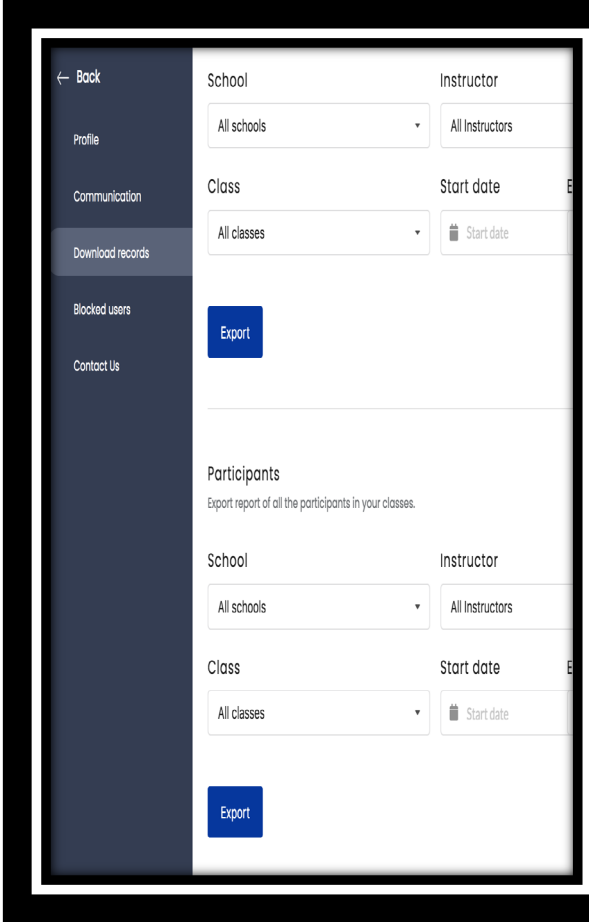 ← Back
Profile
Communication
Download records
Blocked users
Contact Us
School Instructor
All schools All Instructors
Class Start date E
All classes Start date
Export
Participants
Export report of all the participants in your classes.
School Instructor
All schools All Instructors
Class Start date E
All classes Start date
Export